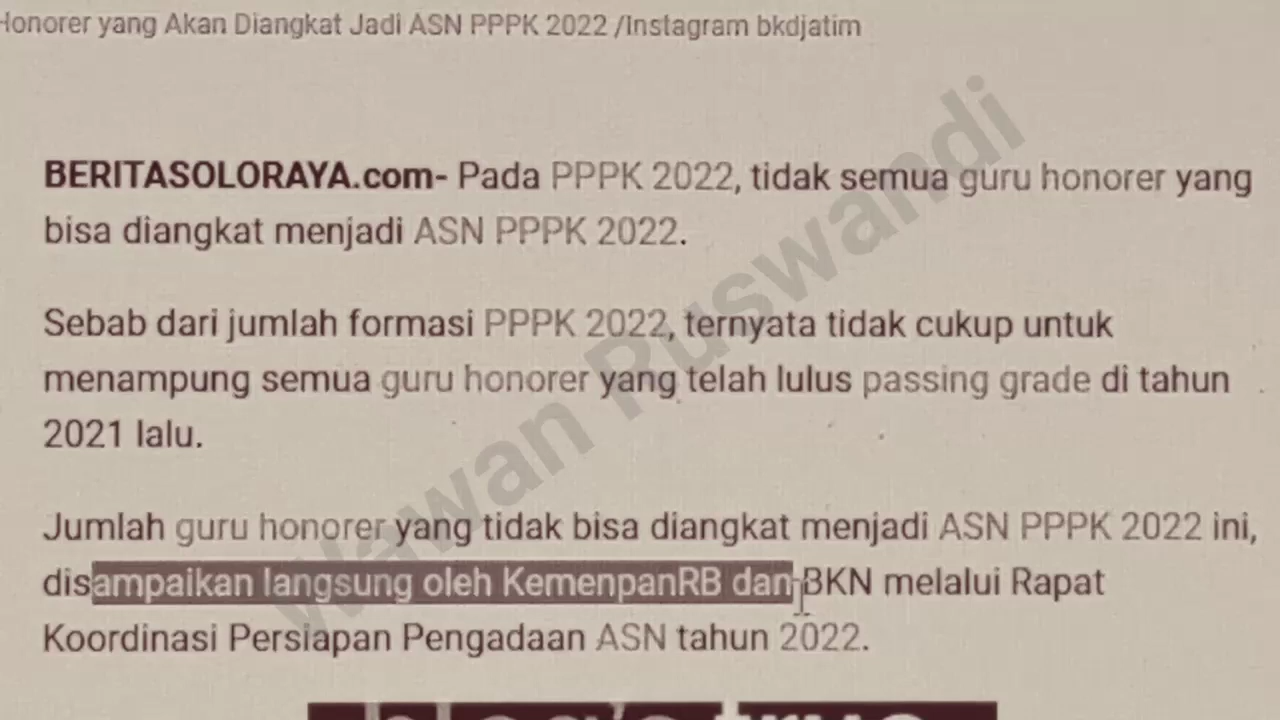 Honorer yang Akan Diangkat Jadi ASN PPPK 2022 /Instagram bkdjatim
BERITASOLORAYA.com- Pada PPPK 2022, tidak semua guru honorer yang
bisa diangkat menjadi ASN PPPK 2022.
Sebab dari jumlah formasi PPPK 2022, ternyata tidak cukup untuk
menampung semua guru honorer yang telah lulus passing grade di tahun
2021 lalu.
Jumlah guru honorer yang tidak bisa diangkat menjadi ASN PPPK 2022 ini,
disampaikan langsung oleh KemenpanRB dan BKN melalui Rapat
Koordinasi Persiapan Pengadaan ASN tahun 2022.
Wawan Ruswandi